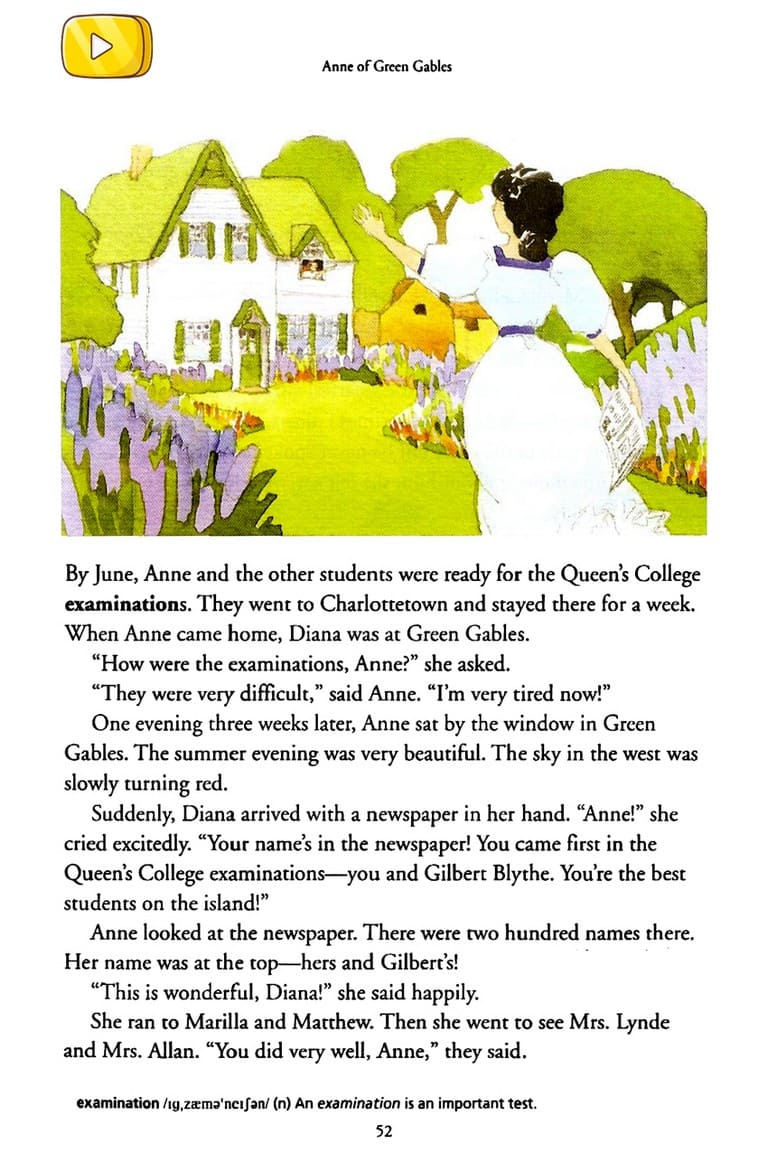 Anne of Green Gables
By June, Anne and the other students were ready for the Queen's College
examinations. They went to Charlottetown and stayed there for a week.
When Anne came home, Diana was at Green Gables.
“How were the examinations, Anne?” she asked.
“They were very difficult,” said Anne. “I'm very tired now!”
One evening three weeks later, Anne sat by the window in Green
Gables. The summer evening was very beautiful. The sky in the west was
slowly turning red.
Suddenly, Diana arrived with a newspaper in her hand. “Anne!” she
cried excitedly. “Your name's in the newspaper! You came first in the
Queen's College examinations—you and Gilbert Blythe. You're the best
students on the island!”
Anne looked at the newspaper. There were two hundred names there.
Her name was at the top—hers and Gilbert's!
“This is wonderful, Diana!” she said happily.
She ran to Marilla and Matthew. Then she went to see Mrs. Lynde
and Mrs. Allan. “You did very well, Anne,” they said.
examination /ɪg,zæmə'neɪʃən/ (n) An examination is an important test.
52